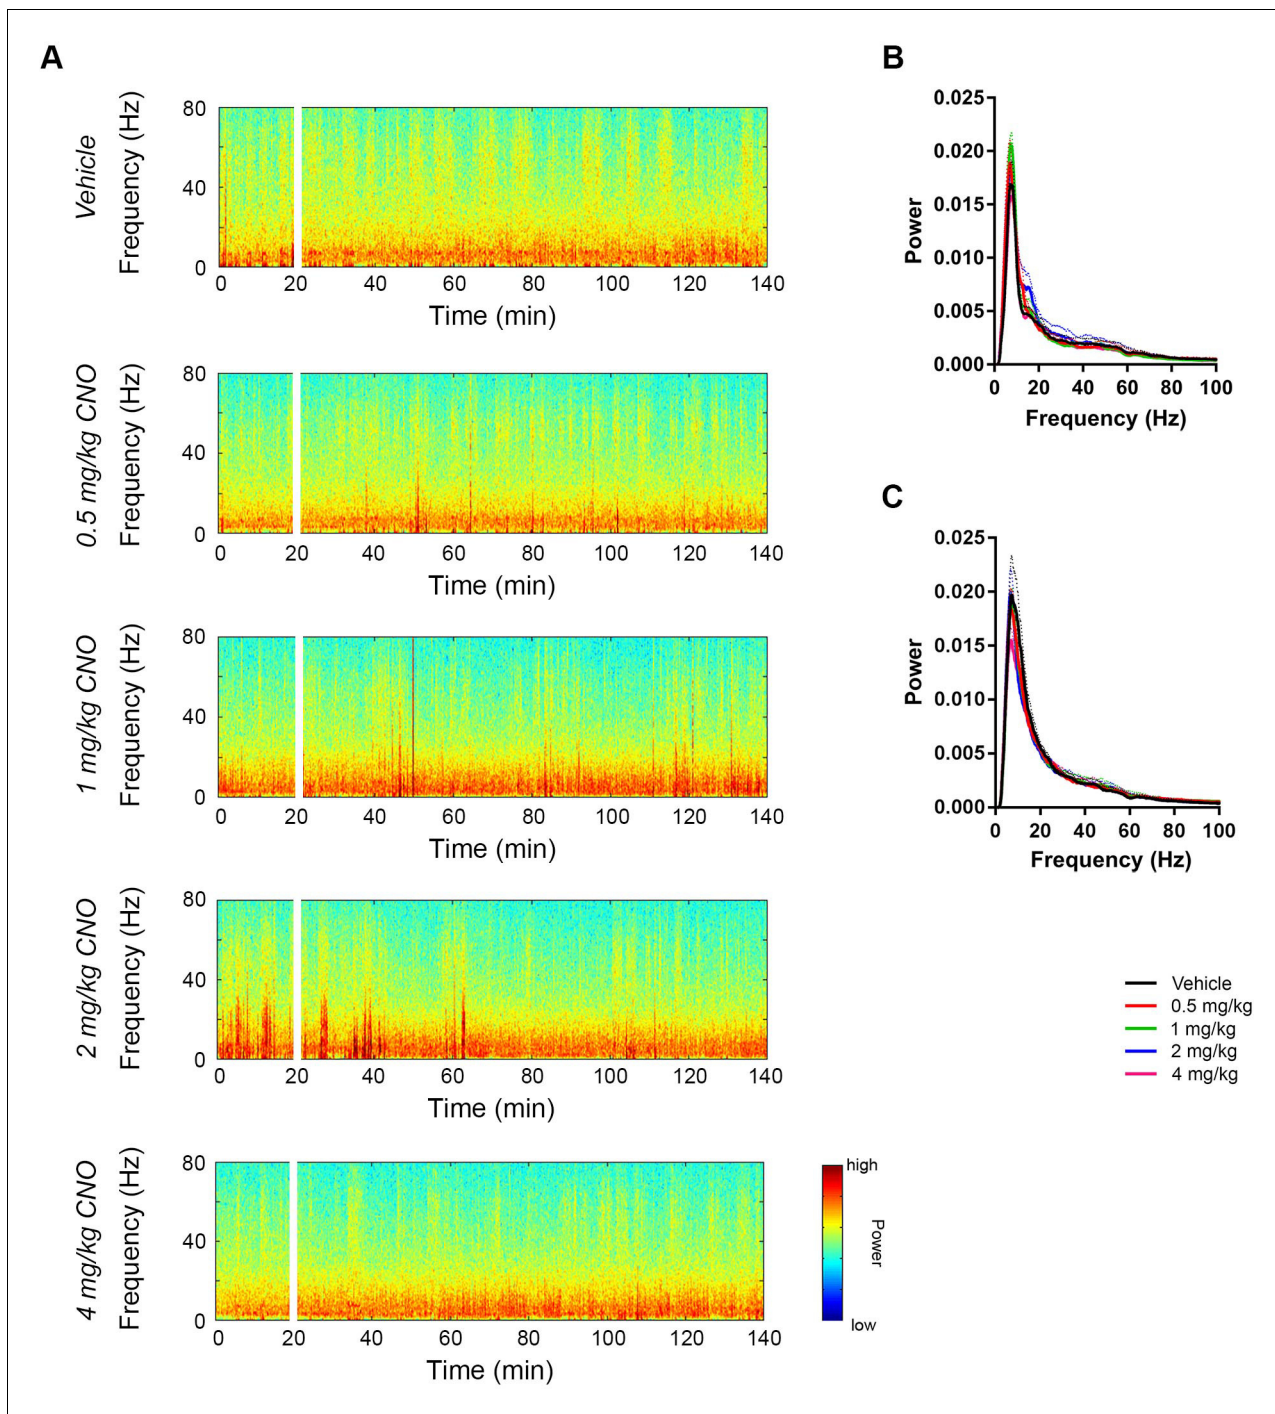 A
Vehicle
Frequency (Hz)
80
40
0
0 20 40 60 80 100 120 140
Time (min)
0.5 mg/kg CNO
Frequency (Hz)
80
40
0
0 20 40 60 80 100 120 140
Time (min)
1 mg/kg CNO
Frequency (Hz)
80
40
0
0 20 40 60 80 100 120 140
Time (min)
2 mg/kg CNO
Frequency (Hz)
80
40
0
0 20 40 60 80 100 120 140
Time (min)
4 mg/kg CNO
Frequency (Hz)
80
40
0
0 20 40 60 80 100 120 140
Time (min)
high
Power
low
B
Power
0.025
0.020
0.015
0.010
0.005
0.000
0 20 40 60 80 100
Frequency (Hz)
C
Power
0.025
0.020
0.015
0.010
0.005
0.000
0 20 40 60 80 100
Frequency (Hz)
Vehicle
0.5 mg/kg
1 mg/kg
2 mg/kg
4 mg/kg